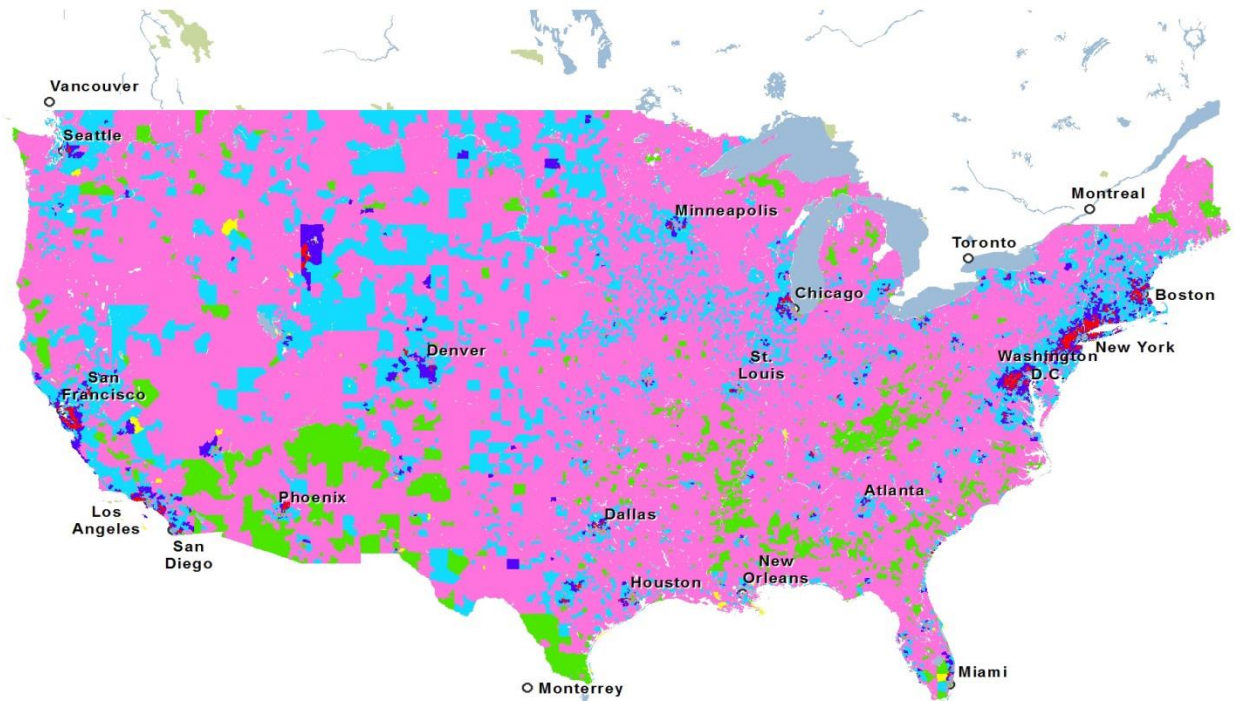 Vancouver
Seattle
Minneapolis
Montreal
Toronto
Boston
Chicago
New York
Denver
St.
Louis
Washington
D.C.
San
Francisco
Phoenix
Atlanta
Los
Angeles
Dallas
San
Diego
Houston
New
Orleans
Monterrey
Miami